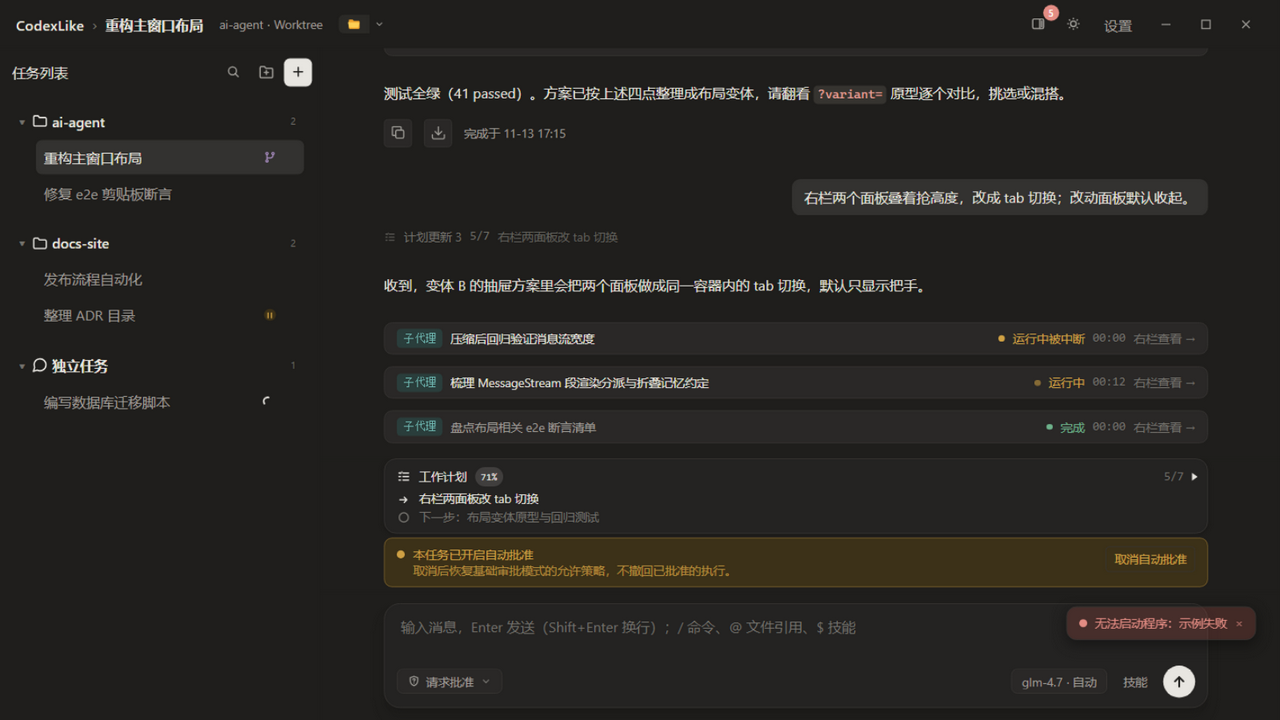 CodexLike › 重构主窗口布局 ai-agent · Worktree
5
设置
任务列表
ai-agent 2
重构主窗口布局
修复 e2e 剪贴板断言
docs-site 2
发布流程自动化
整理 ADR 目录
独立任务 1
编写数据库迁移脚本
测试全绿（41 passed）。方案已按上述四点整理成布局变体，请翻看 ?variant= 原型逐个对比，挑选或混搭。
完成于 11-13 17:15
右栏两个面板叠着抢高度，改成 tab 切换；改动面板默认收起。
计划更新 3 5/7 右栏两面板改 tab 切换
收到，变体 B 的抽屉方案里会把两个面板做成同一容器内的 tab 切换，默认只显示把手。
子代理 压缩后回归验证消息流宽度 运行中被中断 00:00 右栏查看 →
子代理 梳理 MessageStream 段渲染分派与折叠记忆约定 运行中 00:12 右栏查看 →
子代理 盘点布局相关 e2e 断言清单 完成 00:00 右栏查看 →
工作计划 71% 5/7
右栏两面板改 tab 切换
下一步：布局变体原型与回归测试
本任务已开启自动批准
取消后恢复基础审批模式的允许策略，不撤回已批准的执行。
取消自动批准
输入消息，Enter 发送（Shift+Enter 换行）；/ 命令、@ 文件引用、$ 技能
无法启动程序：示例失败 ×
请求批准
glm-4.7 · 自动
技能